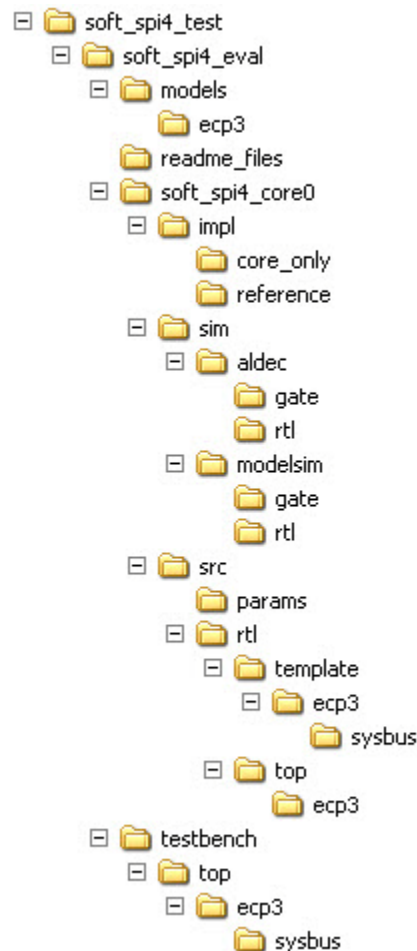 soft_spi4_test
soft_spi4_eval
models
ecp3
readme_files
soft_spi4_core0
impl
core_only
reference
sim
aldec
gate
rtl
modelsim
gate
rtl
src
params
rtl
template
ecp3
sysbus
top
ecp3
testbench
top
ecp3
sysbus